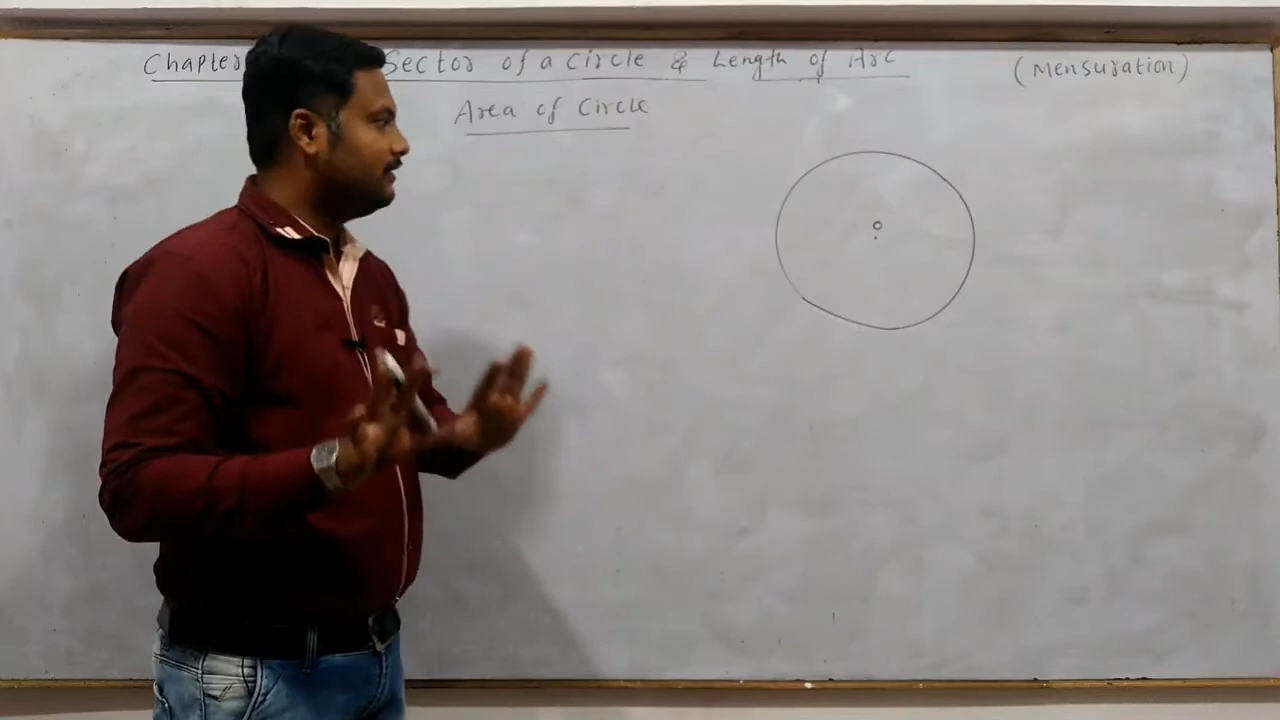 Chapter Sector of a Circle & Length of Arc (Mensuration)
Area of Circle
o